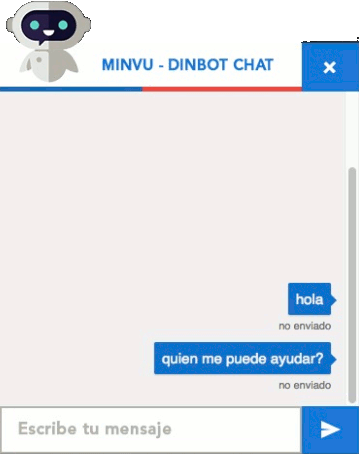 MINVU - DINBOT CHAT
hola
no enviado
quien me puede ayudar?
no enviado
Escribe tu mensaje